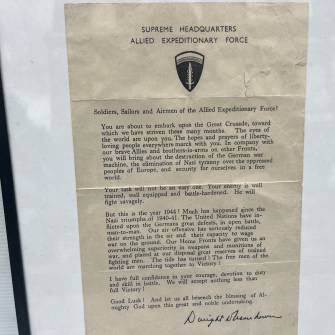 SUPREME HEADQUARTERS
ALLIED EXPEDITIONARY FORCE
Soldiers, Sailors and Airmen of the Allied Expeditionary Force!
You are about to embark upon the Great Crusade, toward
which we have striven these many months. The eyes of
the world are upon you. The hopes and prayers of liberty-
loving people everywhere march with you. In company with
our brave Allies and brothers-in-arms on other Fronts,
you will bring about the destruction of the German war
machine, the elimination of Nazi tyranny over the oppressed
peoples of Europe, and security for ourselves in a free
world.
Your task will not be an easy one. Your enemy is well
trained, well equipped and battle-hardened. He will
fight savagely.
But this is the year 1944! Much has happened since the
Nazi triumphs of 1940-41. The United Nations have in-
flicted upon the Germans great defeats, in open battle,
man-to-man. Our air offensive has seriously reduced
their strength in the air and their capacity to wage
war on the ground. Our Home Fronts have given us an
overwhelming superiority in weapons and munitions of
war, and placed at our disposal great reserves of trained
fighting men. The tide has turned! The free men of the
world are marching together to Victory!
I have full confidence in your courage, devotion to duty
and skill in battle. We will accept nothing less than
full Victory!
Good Luck! And let us all beseech the blessing of Al-
mighty God upon this great and noble undertaking.
Dwight D Eisenhower